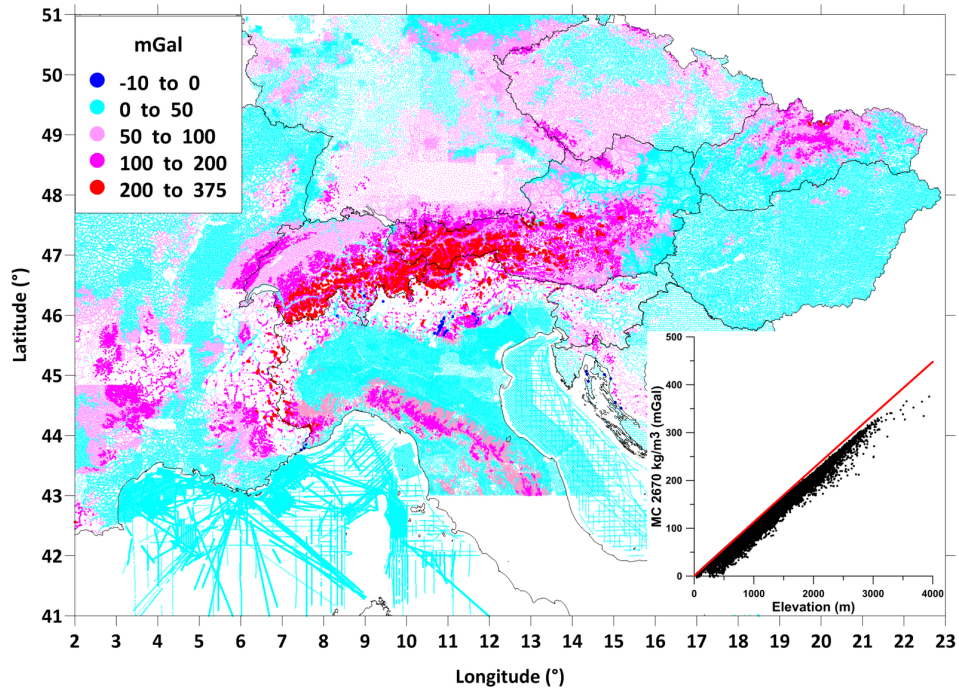 51
50
49
48
47
46
45
44
43
42
41
Latitude (°)
mGal
-10 to 0
0 to 50
50 to 100
100 to 200
200 to 375
500
400
300
200
100
0
MC 2670 kg/m3 (mGal)
0 1000 2000 3000 4000
Elevation (m)
2 3 4 5 6 7 8 9 10 11 12 13 14 15 16 17 18 19 20 21 22 23
Longitude (°)